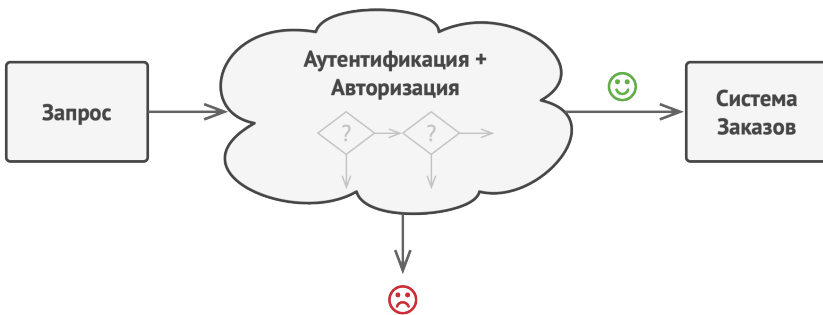 Аутентификация +
Авторизация
Запрос
? ?
Система
Заказов